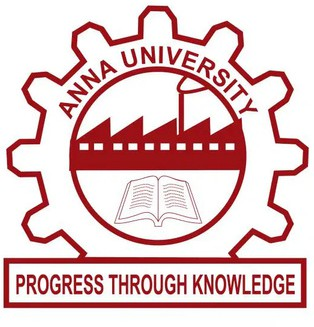 ANNA UNIVERSITY
PROGRESS THROUGH KNOWLEDGE